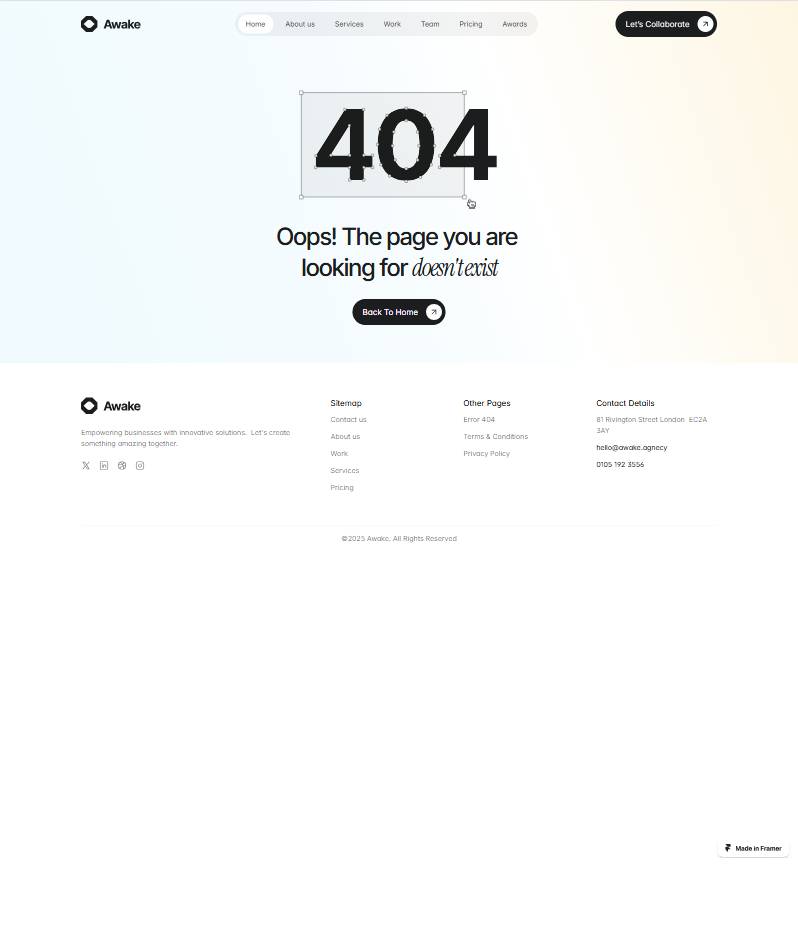 Awake
Home About us Services Work Team Pricing Awards
Let's Collaborate
404
Oops! The page you are
looking for doesn't exist
Back To Home
Awake
Empowering businesses with innovative solutions. Let's create
something amazing together.
Sitemap
Contact us
About us
Work
Services
Pricing
Other Pages
Error 404
Terms & Conditions
Privacy Policy
Contact Details
81 Rivington Street London EC2A
3AY
hello@awake.agnecy
0105 192 3556
©2025 Awake. All Rights Reserved
Made in Framer